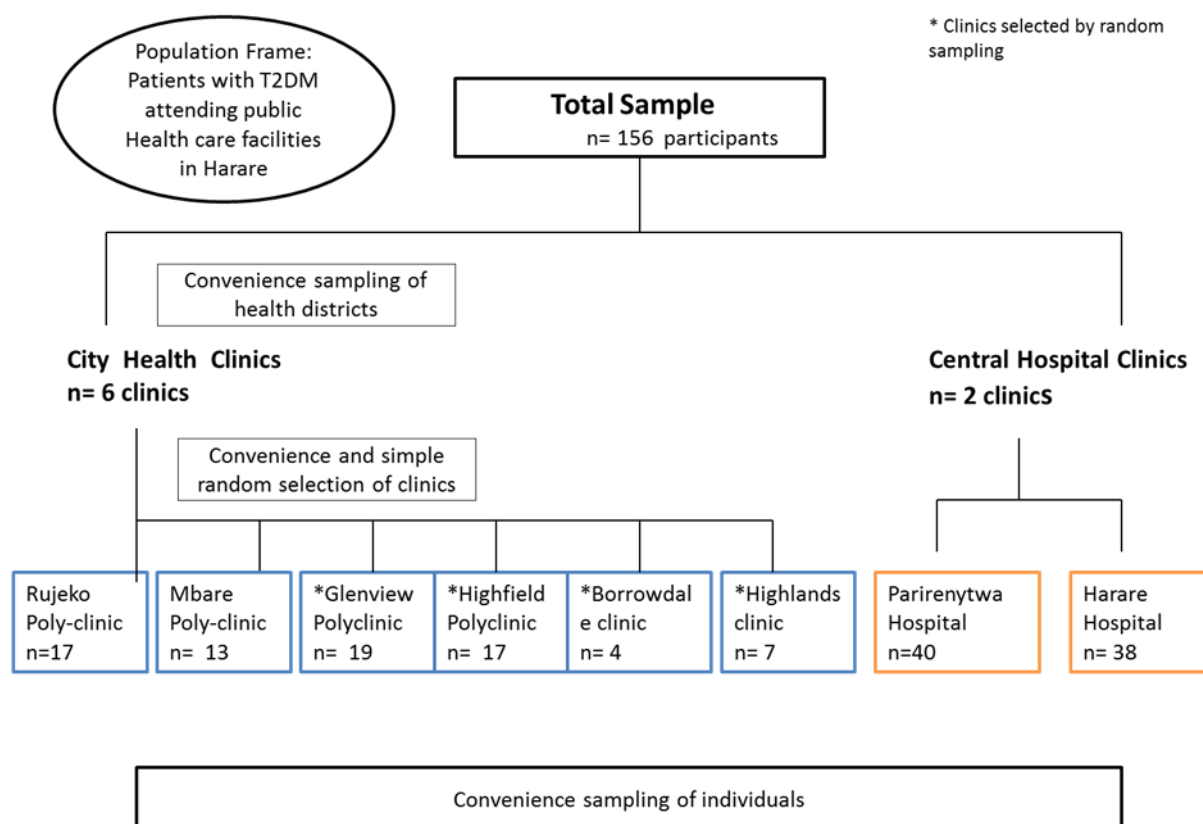 Population Frame:
Patients with T2DM
attending public
Health care facilities
in Harare
* Clinics selected by random
sampling
Total Sample
n= 156 participants
Convenience sampling of
health districts
City Health Clinics
n= 6 clinics
Central Hospital Clinics
n= 2 clinics
Convenience and simple
random selection of clinics
Rujeko
Poly-clinic
n=17
Mbare
Poly-clinic
n= 13
*Glenview
Polyclinic
n= 19
*Highfield
Polyclinic
n= 17
*Borrowdal
e clinic
n= 4
*Highlands
clinic
n= 7
Parirenytwa
Hospital
n=40
Harare
Hospital
n= 38
Convenience sampling of individuals